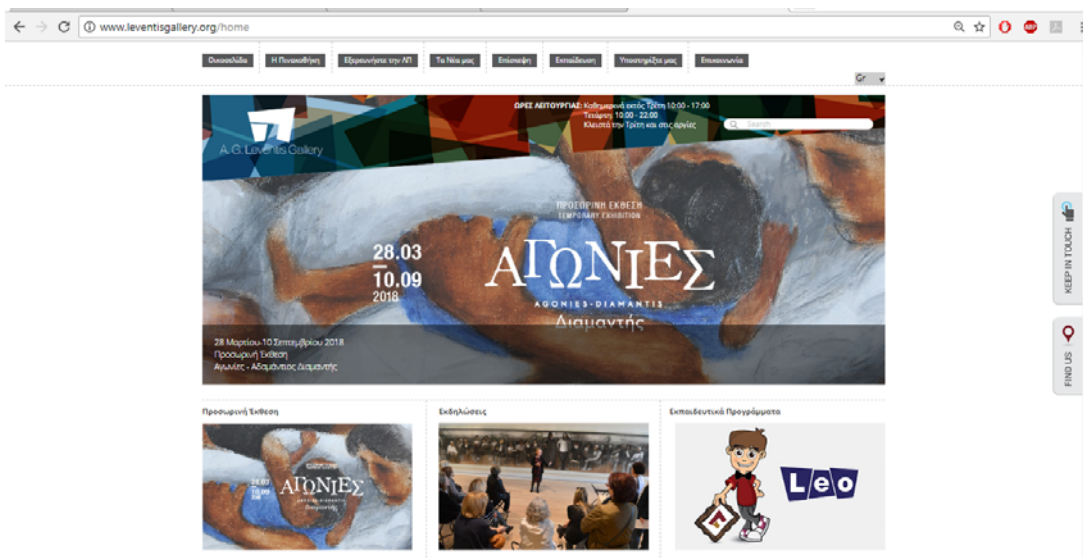 www.leventisgallery.org/home
Οικοσελίδα Η Πινακοθήκη Εξερευνήστε την ΛΠ Τα Νέα μας Επίσκεψη Εκπαίδευση Υποστηρίξτε μας Επικοινωνία
Gr
ΩΡΕΣ ΛΕΙΤΟΥΡΓΙΑΣ: Καθημερινά εκτός Τρίτη 10:00 - 17:00
Τετάρτη: 10:00 - 22:00
Κλειστά την Τρίτη και στις αργίες
Search
A. G. Leventis Gallery
ΠΡΟΣΩΡΙΝΗ ΕΚΘΕΣΗ
TEMPORARY EXHIBITION
28.03
10.09
2018
ΑΓΩΝΙΕΣ
AGONIES-DIAMANTIS
Διαμαντής
28 Μαρτίου-10 Σεπτεμβρίου 2018
Προσωρινή Έκθεση
Αγωνίες - Αδαμάντιος Διαμαντής
KEEP IN TOUCH
FIND US
Προσωρινή Έκθεση
Εκδηλώσεις
Εκπαιδευτικά Προγράμματα
28.03
10.09
ΑΓΩΝΙΕΣ
Διαμαντής
Leo
ABP